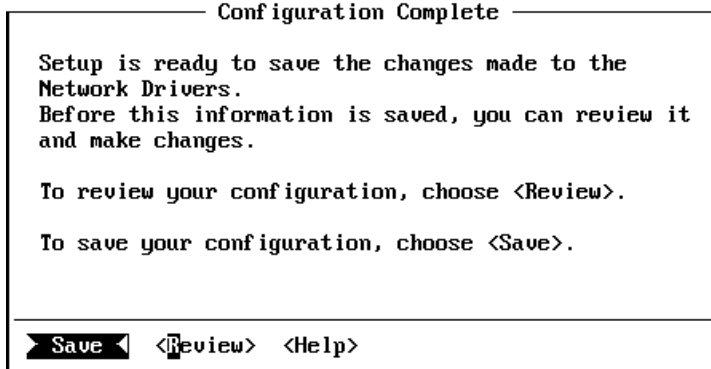 Configuration Complete
Setup is ready to save the changes made to the
Network Drivers.
Before this information is saved, you can review it
and make changes.
To review your configuration, choose <Review>.
To save your configuration, choose <Save>.
Save <Review> <Help>